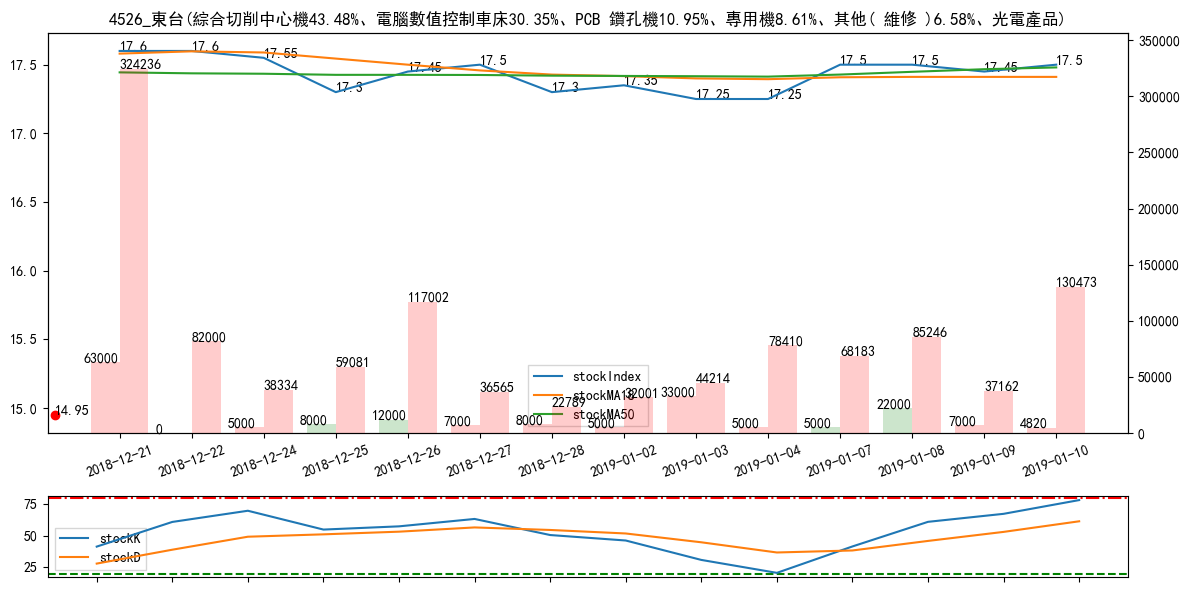 4526_東台(綜合切削中心機43.48%、電腦數值控制車床30.35%、PCB 鑽孔機10.95%、專用機8.61%、其他( 維修 )6.58%、光電產品)
17.6 17.6 17.55 17.3 17.45 17.5 17.3 17.35 17.25 17.25 17.5 17.5 17.45 17.5
17.5
17.0
16.5
16.0
15.5
15.0
350000
300000
250000
200000
150000
100000
50000
0
324236 82000 38334 59081 117002 36565 22789 32001 44214 78410 68183 85246 37162 130473
63000 0 5000 8000 12000 7000 8000 5000 33000 5000 5000 22000 7000 4820
14.95
stockIndex
stockMA18
stockMA50
2018-12-21 2018-12-22 2018-12-24 2018-12-25 2018-12-26 2018-12-27 2018-12-28 2019-01-02 2019-01-03 2019-01-04 2019-01-07 2019-01-08 2019-01-09 2019-01-10
75
50
25
stockK
stockD